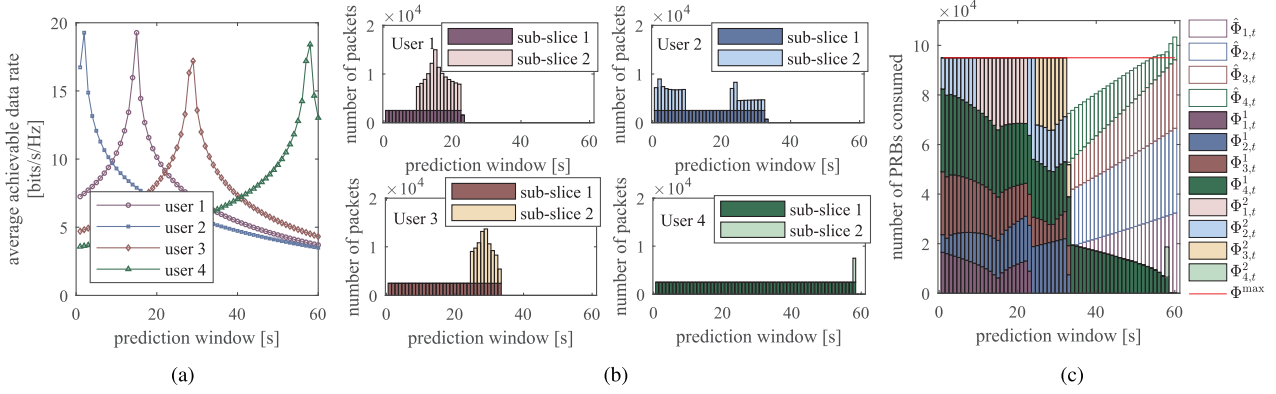 20
15
10
5
0
0
20
40
60
average achievable data rate
[bits/s/Hz]
prediction window [s]
user 1
user 2
user 3
user 4
(a)
× 10⁴
2
1
0
0
20
40
60
number of packets
prediction window [s]
User 1
sub-slice 1
sub-slice 2
× 10⁴
2
1
0
0
20
40
60
number of packets
prediction window [s]
User 2
sub-slice 1
sub-slice 2
× 10⁴
2
1
0
0
20
40
60
number of packets
prediction window [s]
User 3
sub-slice 1
sub-slice 2
× 10⁴
2
1
0
0
20
40
60
number of packets
prediction window [s]
User 4
sub-slice 1
sub-slice 2
(b)
× 10⁴
10
8
6
4
2
0
0
20
40
60
number of PRBs consumed
prediction window [s]
Φ̂₁,ₜ
Φ̂₂,ₜ
Φ̂₃,ₜ
Φ̂₄,ₜ
Φ¹₁,ₜ
Φ¹₂,ₜ
Φ¹₃,ₜ
Φ¹₄,ₜ
Φ²₁,ₜ
Φ²₂,ₜ
Φ²₃,ₜ
Φ²₄,ₜ
Φᵐᵃˣ
(c)